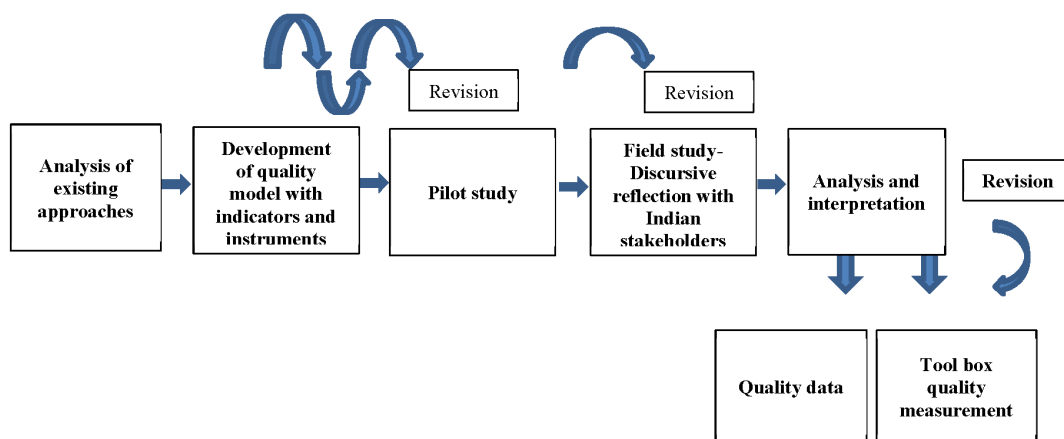 Revision
Revision
Analysis of
existing
approaches
Development
of quality
model with
indicators and
instruments
Pilot study
Field study-
Discursive
reflection with
Indian
stakeholders
Analysis and
interpretation
Revision
Quality data
Tool box
quality
measurement